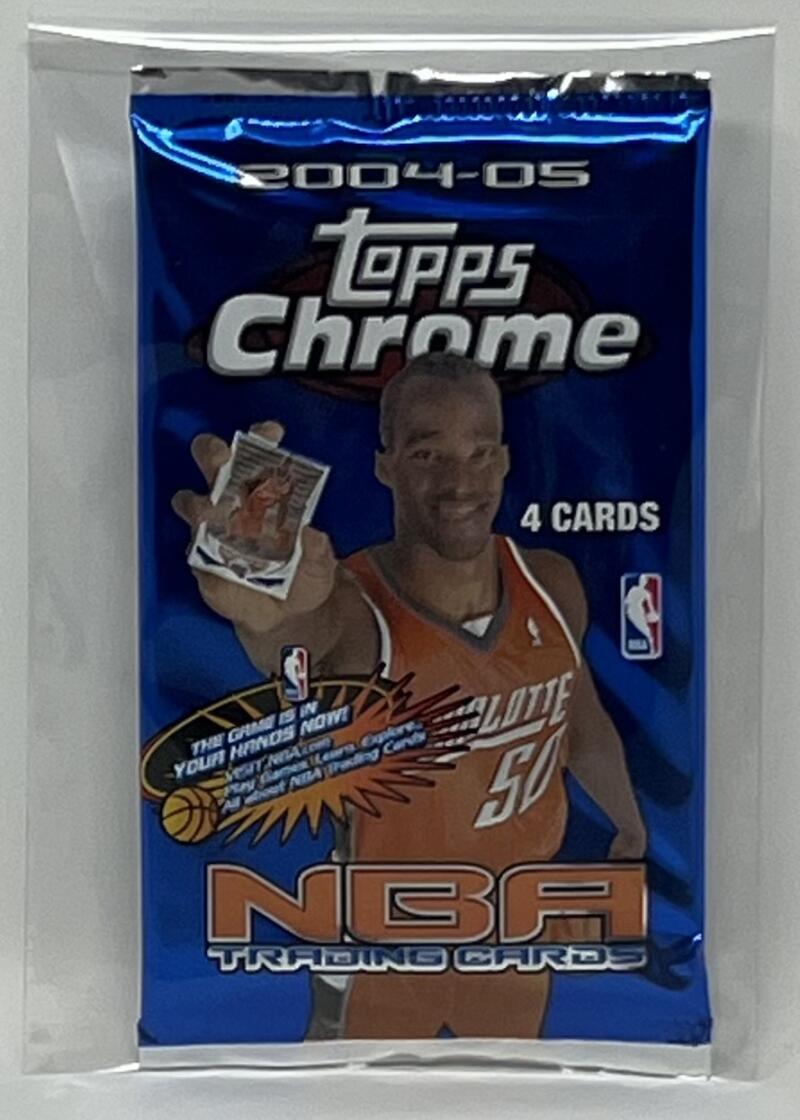 2004-05
Topps
Chrome
4 CARDS
NBA
THE GAME IS IN
YOUR HANDS NOW!
VISIT NBA.com
Play Games, Learn, Explore...
All about NBA Trading Cards
50
NBA
TRADING CARDS